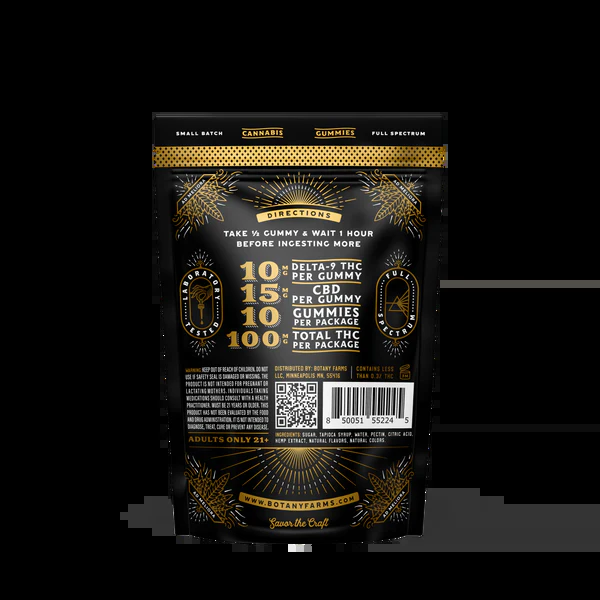 SMALL BATCH CANNABIS GUMMIES FULL SPECTRUM
DIRECTIONS
TAKE ½ GUMMY & WAIT 1 HOUR
BEFORE INGESTING MORE
10 MG DELTA-9 THC PER GUMMY
15 MG CBD PER GUMMY
10 GUMMIES PER PACKAGE
100 MG TOTAL THC PER PACKAGE
LABORATORY TESTED
FULL SPECTRUM
WARNING: KEEP OUT OF REACH OF CHILDREN. DO NOT
USE IF SAFETY SEAL IS DAMAGED OR MISSING. THE
PRODUCT IS NOT INTENDED FOR PREGNANT OR
LACTATING MOTHERS. INDIVIDUALS TAKING
MEDICATIONS SHOULD CONSULT WITH A HEALTH
PRACTITIONER. MUST BE 21 YEARS OR OLDER. THIS
PRODUCT HAS NOT BEEN EVALUATED BY THE FOOD
AND DRUG ADMINISTRATION. IT IS NOT INTENDED TO
DIAGNOSE, TREAT, CURE OR PREVENT ANY DISEASE.
ADULTS ONLY 21+
DISTRIBUTED BY: BOTANY FARMS
LLC, MINNEAPOLIS MN, 55416
CONTAINS LESS
THAN 0.3% THC
8 50051 55224 5
INGREDIENTS: SUGAR, TAPIOCA SYRUP, WATER, PECTIN, CITRIC ACID,
HEMP EXTRACT, NATURAL FLAVORS, NATURAL COLORS
WWW.BOTANYFARMS.COM
Savor the Craft